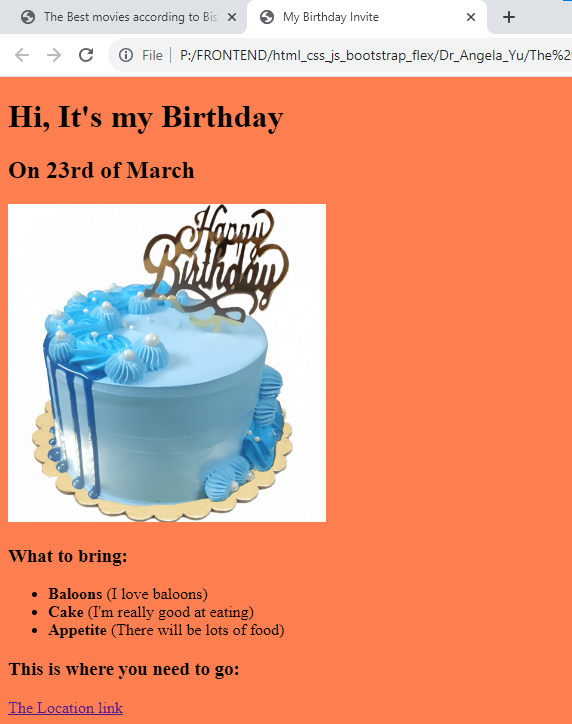 The Best movies according to Bis
My Birthday Invite
File
P:/FRONTEND/html_css_js_bootstrap_flex/Dr_Angela_Yu/The%20
Hi, It's my Birthday
On 23rd of March
Happy
Birthday
What to bring:
Baloons (I love baloons)
Cake (I'm really good at eating)
Appetite (There will be lots of food)
This is where you need to go:
The Location link